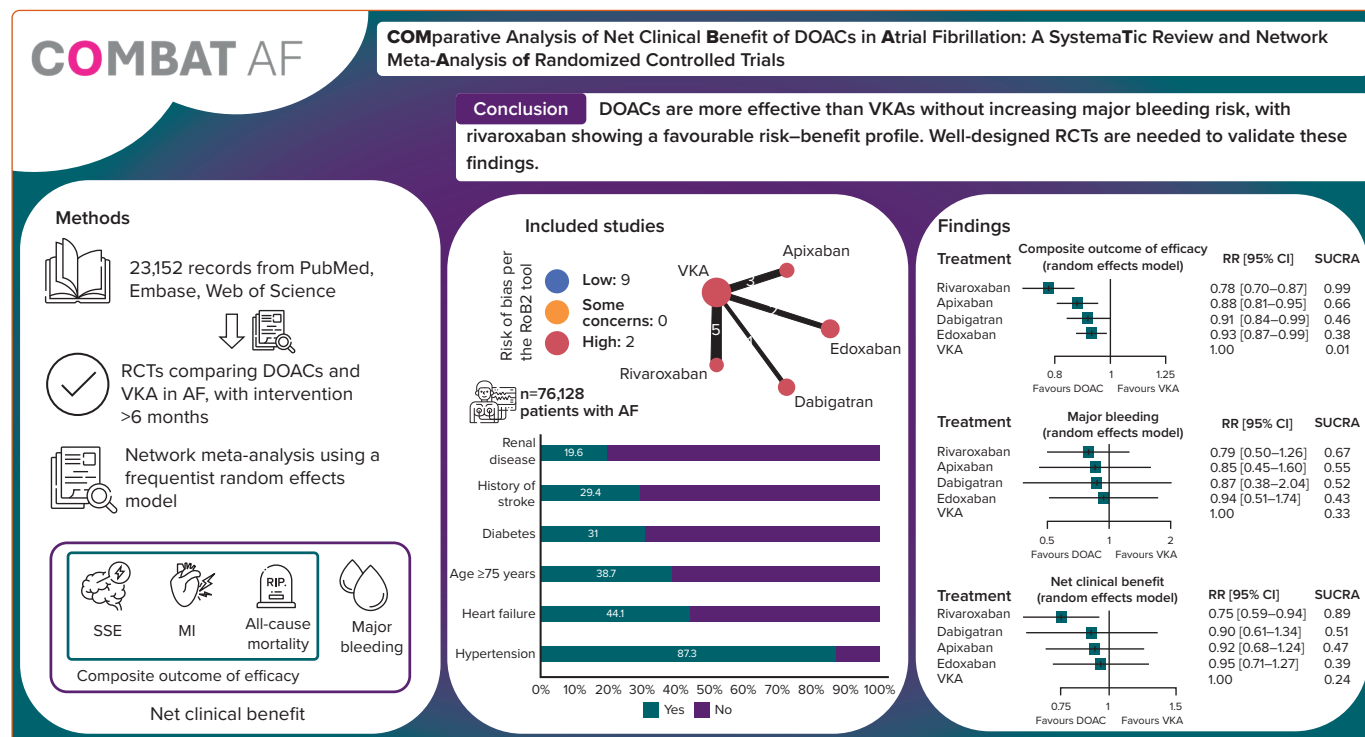 COMBAT AF
COMparative Analysis of Net Clinical Benefit of DOACs in Atrial Fibrillation: A SystemaTic Review and Network
Meta-Analysis of Randomized Controlled Trials
Conclusion DOACs are more effective than VKAs without increasing major bleeding risk, with
rivaroxaban showing a favourable risk–benefit profile. Well-designed RCTs are needed to validate these
findings.
Methods
23,152 records from PubMed,
Embase, Web of Science
RCTs comparing DOACs and
VKA in AF, with intervention
>6 months
Network meta-analysis using a
frequentist random effects
model
RIP.
SSE
MI
All-cause
mortality
Major
bleeding
Composite outcome of efficacy
Net clinical benefit
Included studies
Risk of bias per
the RoB2 tool
Low: 9
Some
concerns: 0
High: 2
VKA
Apixaban
Edoxaban
Dabigatran
Rivaroxaban
3
2
5
n=76,128
patients with AF
Renal
disease
19.6
History of
stroke
29.4
Diabetes
31
Age ≥75 years
38.7
Heart failure
44.1
Hypertension
87.3
0% 10% 20% 30% 40% 50% 60% 70% 80% 90% 100%
Yes No
Findings
Treatment Composite outcome of efficacy (random effects model) RR [95% CI] SUCRA
Rivaroxaban 0.78 [0.70–0.87] 0.99
Apixaban 0.88 [0.81–0.95] 0.66
Dabigatran 0.91 [0.84–0.99] 0.46
Edoxaban 0.93 [0.87–0.99] 0.38
VKA 1.00 0.01
0.8 1 1.25
Favours DOAC Favours VKA
Treatment Major bleeding (random effects model) RR [95% CI] SUCRA
Rivaroxaban 0.79 [0.50–1.26] 0.67
Apixaban 0.85 [0.45–1.60] 0.55
Dabigatran 0.87 [0.38–2.04] 0.52
Edoxaban 0.94 [0.51–1.74] 0.43
VKA 1.00 0.33
0.5 1 2
Favours DOAC Favours VKA
Treatment Net clinical benefit (random effects model) RR [95% CI] SUCRA
Rivaroxaban 0.75 [0.59–0.94] 0.89
Dabigatran 0.90 [0.61–1.34] 0.51
Apixaban 0.92 [0.68–1.24] 0.47
Edoxaban 0.95 [0.71–1.27] 0.39
VKA 1.00 0.24
0.75 1 1.5
Favours DOAC Favours VKA